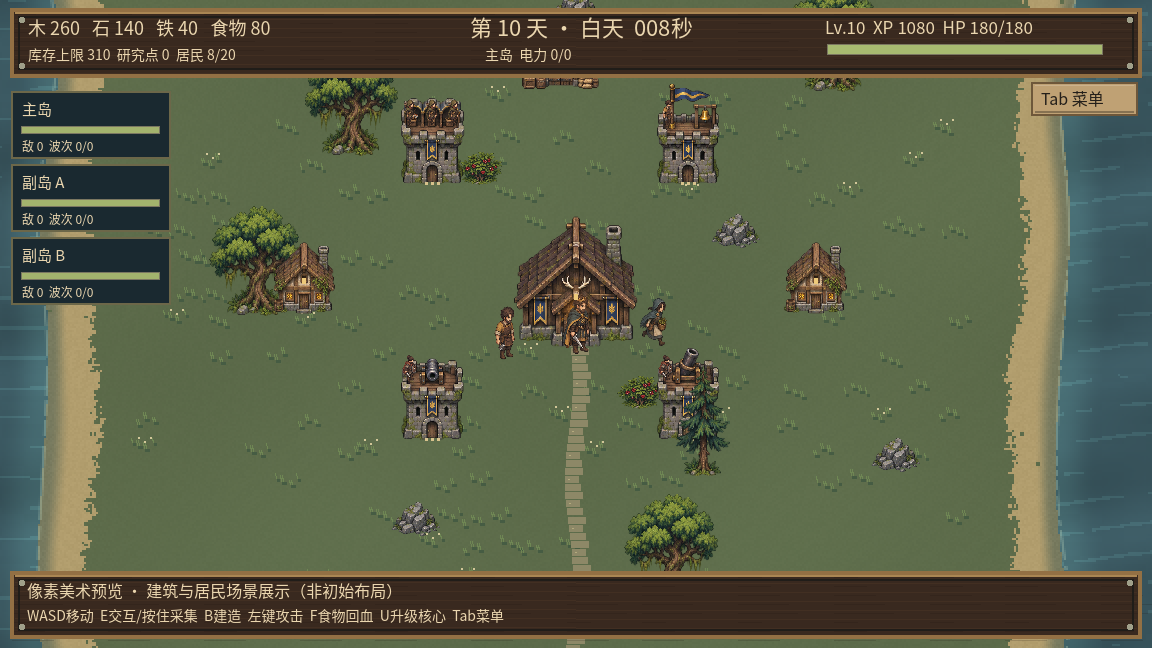 木 260 石 140 铁 40 食物 80
第 10 天 · 白天 008秒
Lv.10 XP 1080 HP 180/180
库存上限 310 研究点 0 居民 8/20
主岛 电力 0/0
Tab 菜单
主岛
敌 0 波次 0/0
副岛 A
敌 0 波次 0/0
副岛 B
敌 0 波次 0/0
像素美术预览 · 建筑与居民场景展示（非初始布局）
WASD移动 E交互/按住采集 B建造 左键攻击 F食物回血 U升级核心 Tab菜单